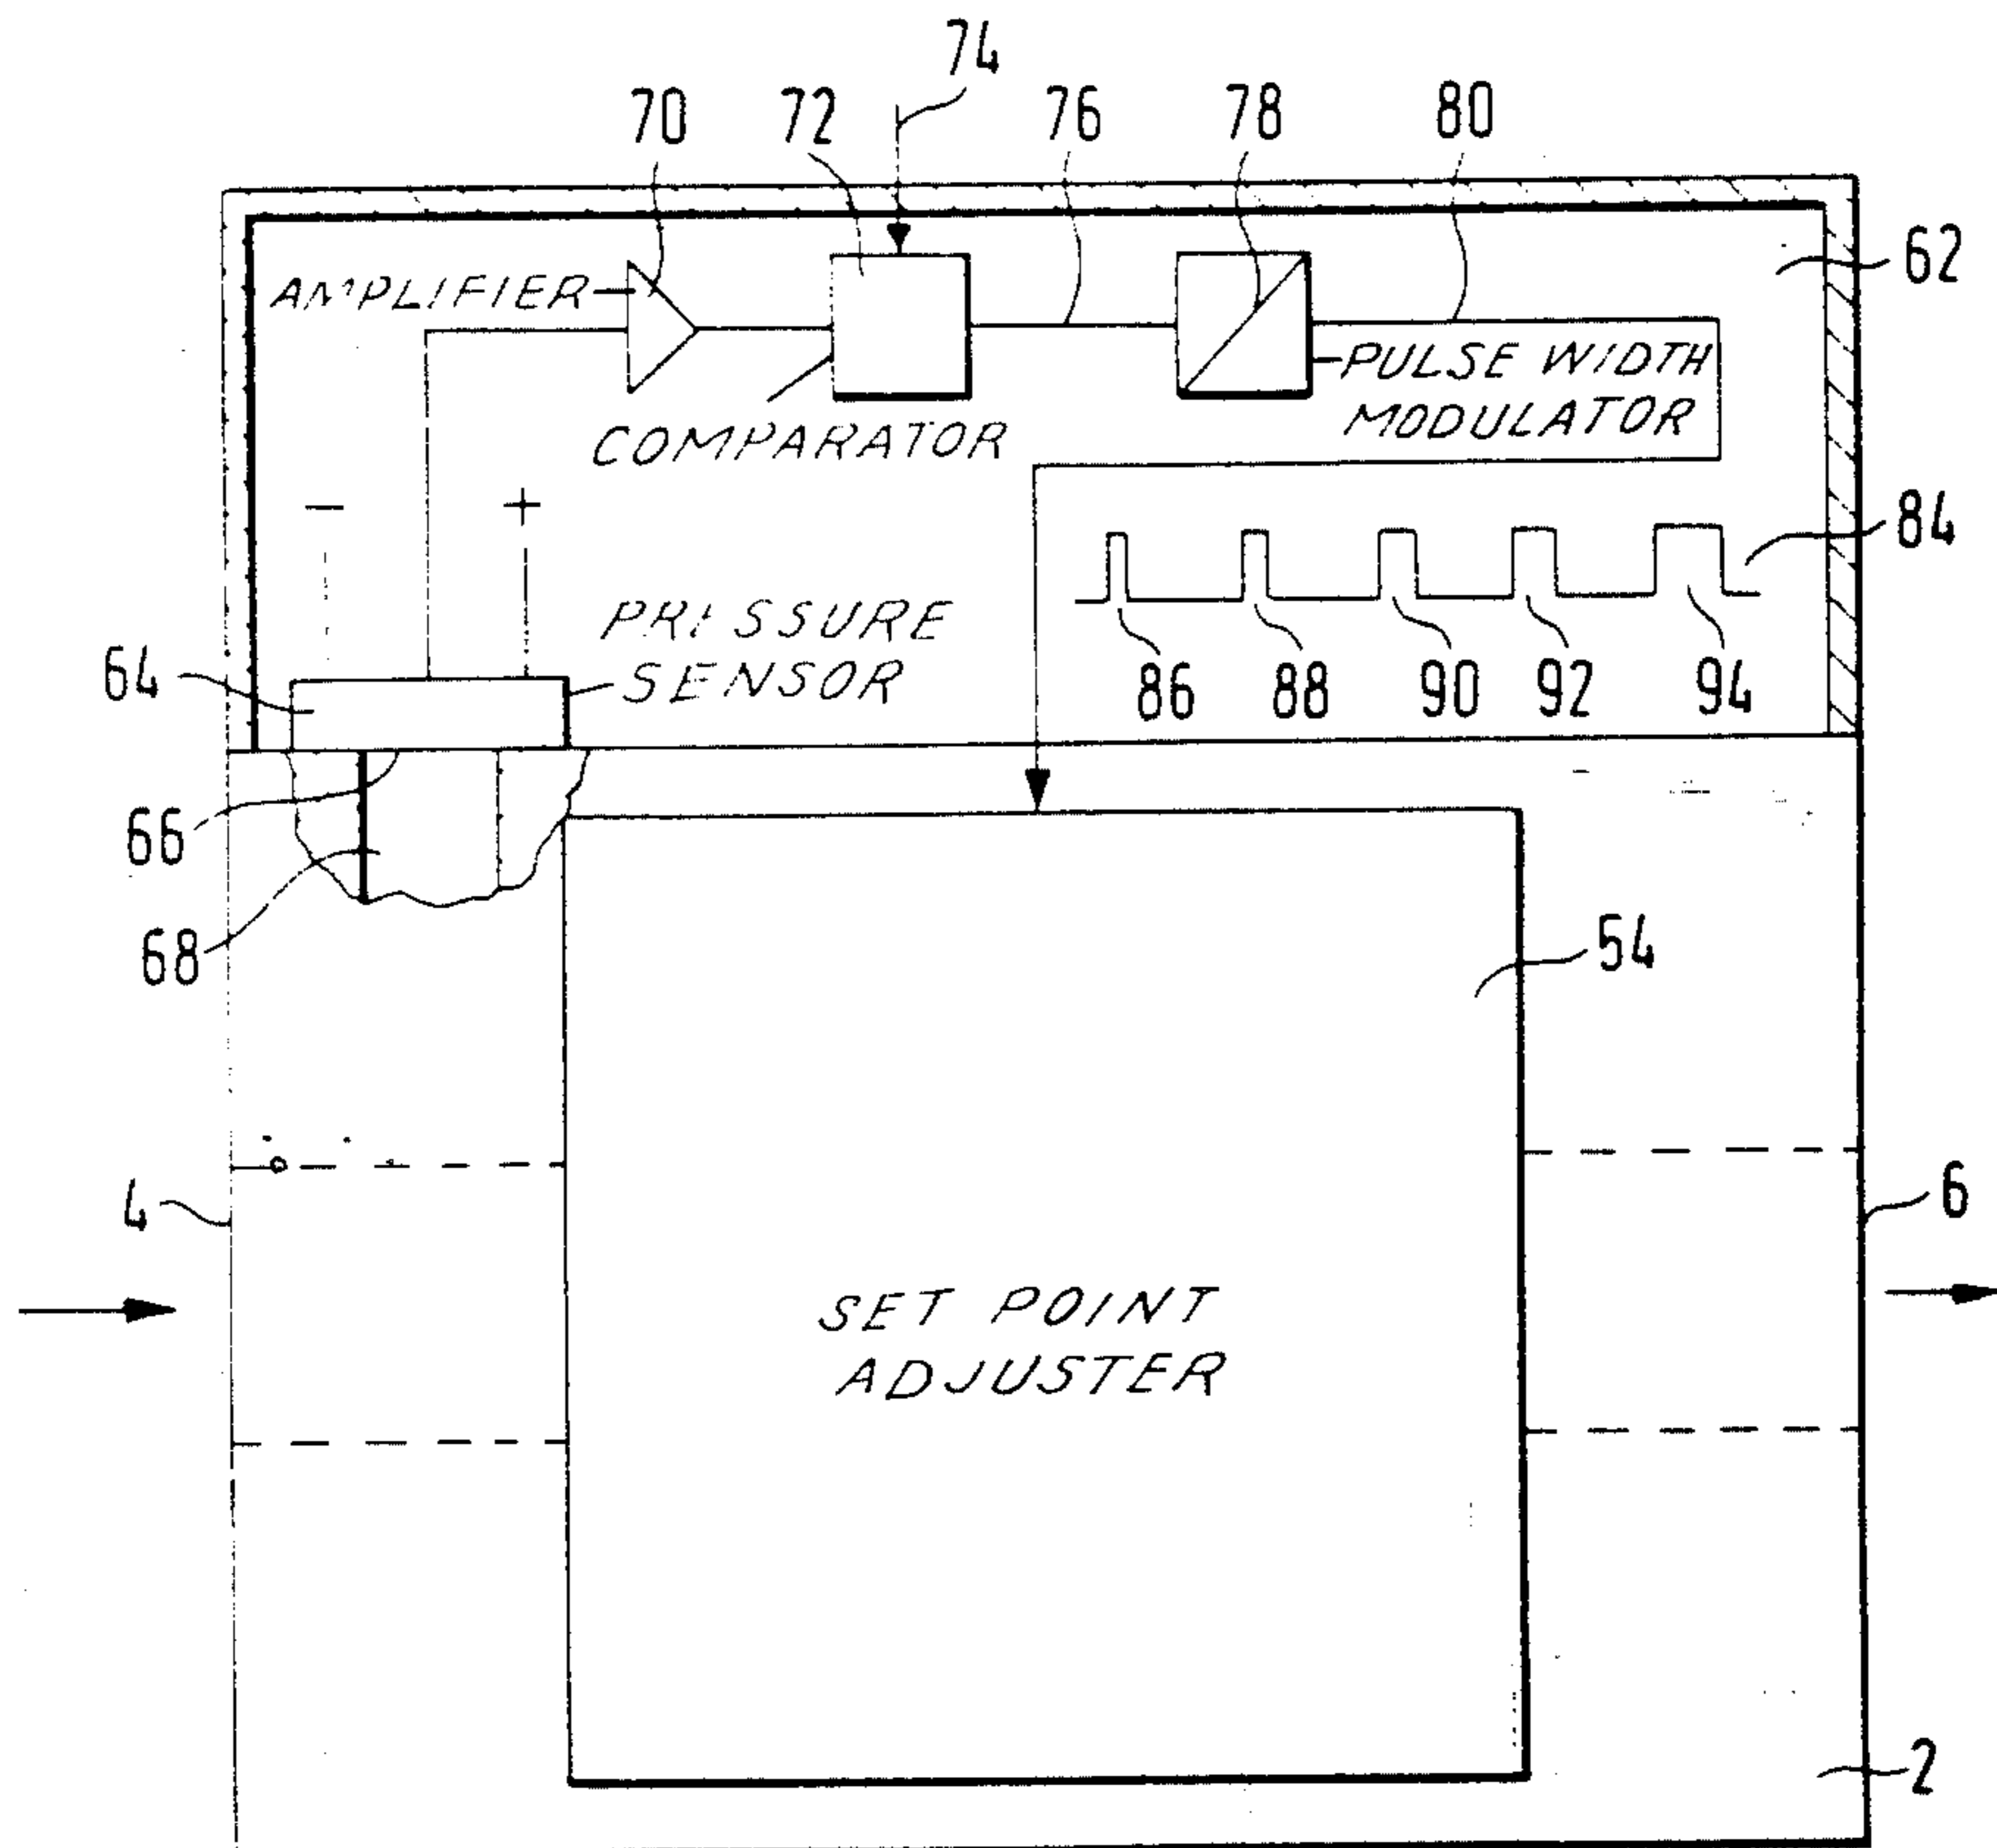 74
70
72
76
78
80
62
AMPLIFIER
PULSE WIDTH
MODULATOR
COMPARATOR
−
+
84
PRESSURE
SENSOR
64
86
88
90
92
94
66
68
54
4
6
SET POINT
ADJUSTER
2